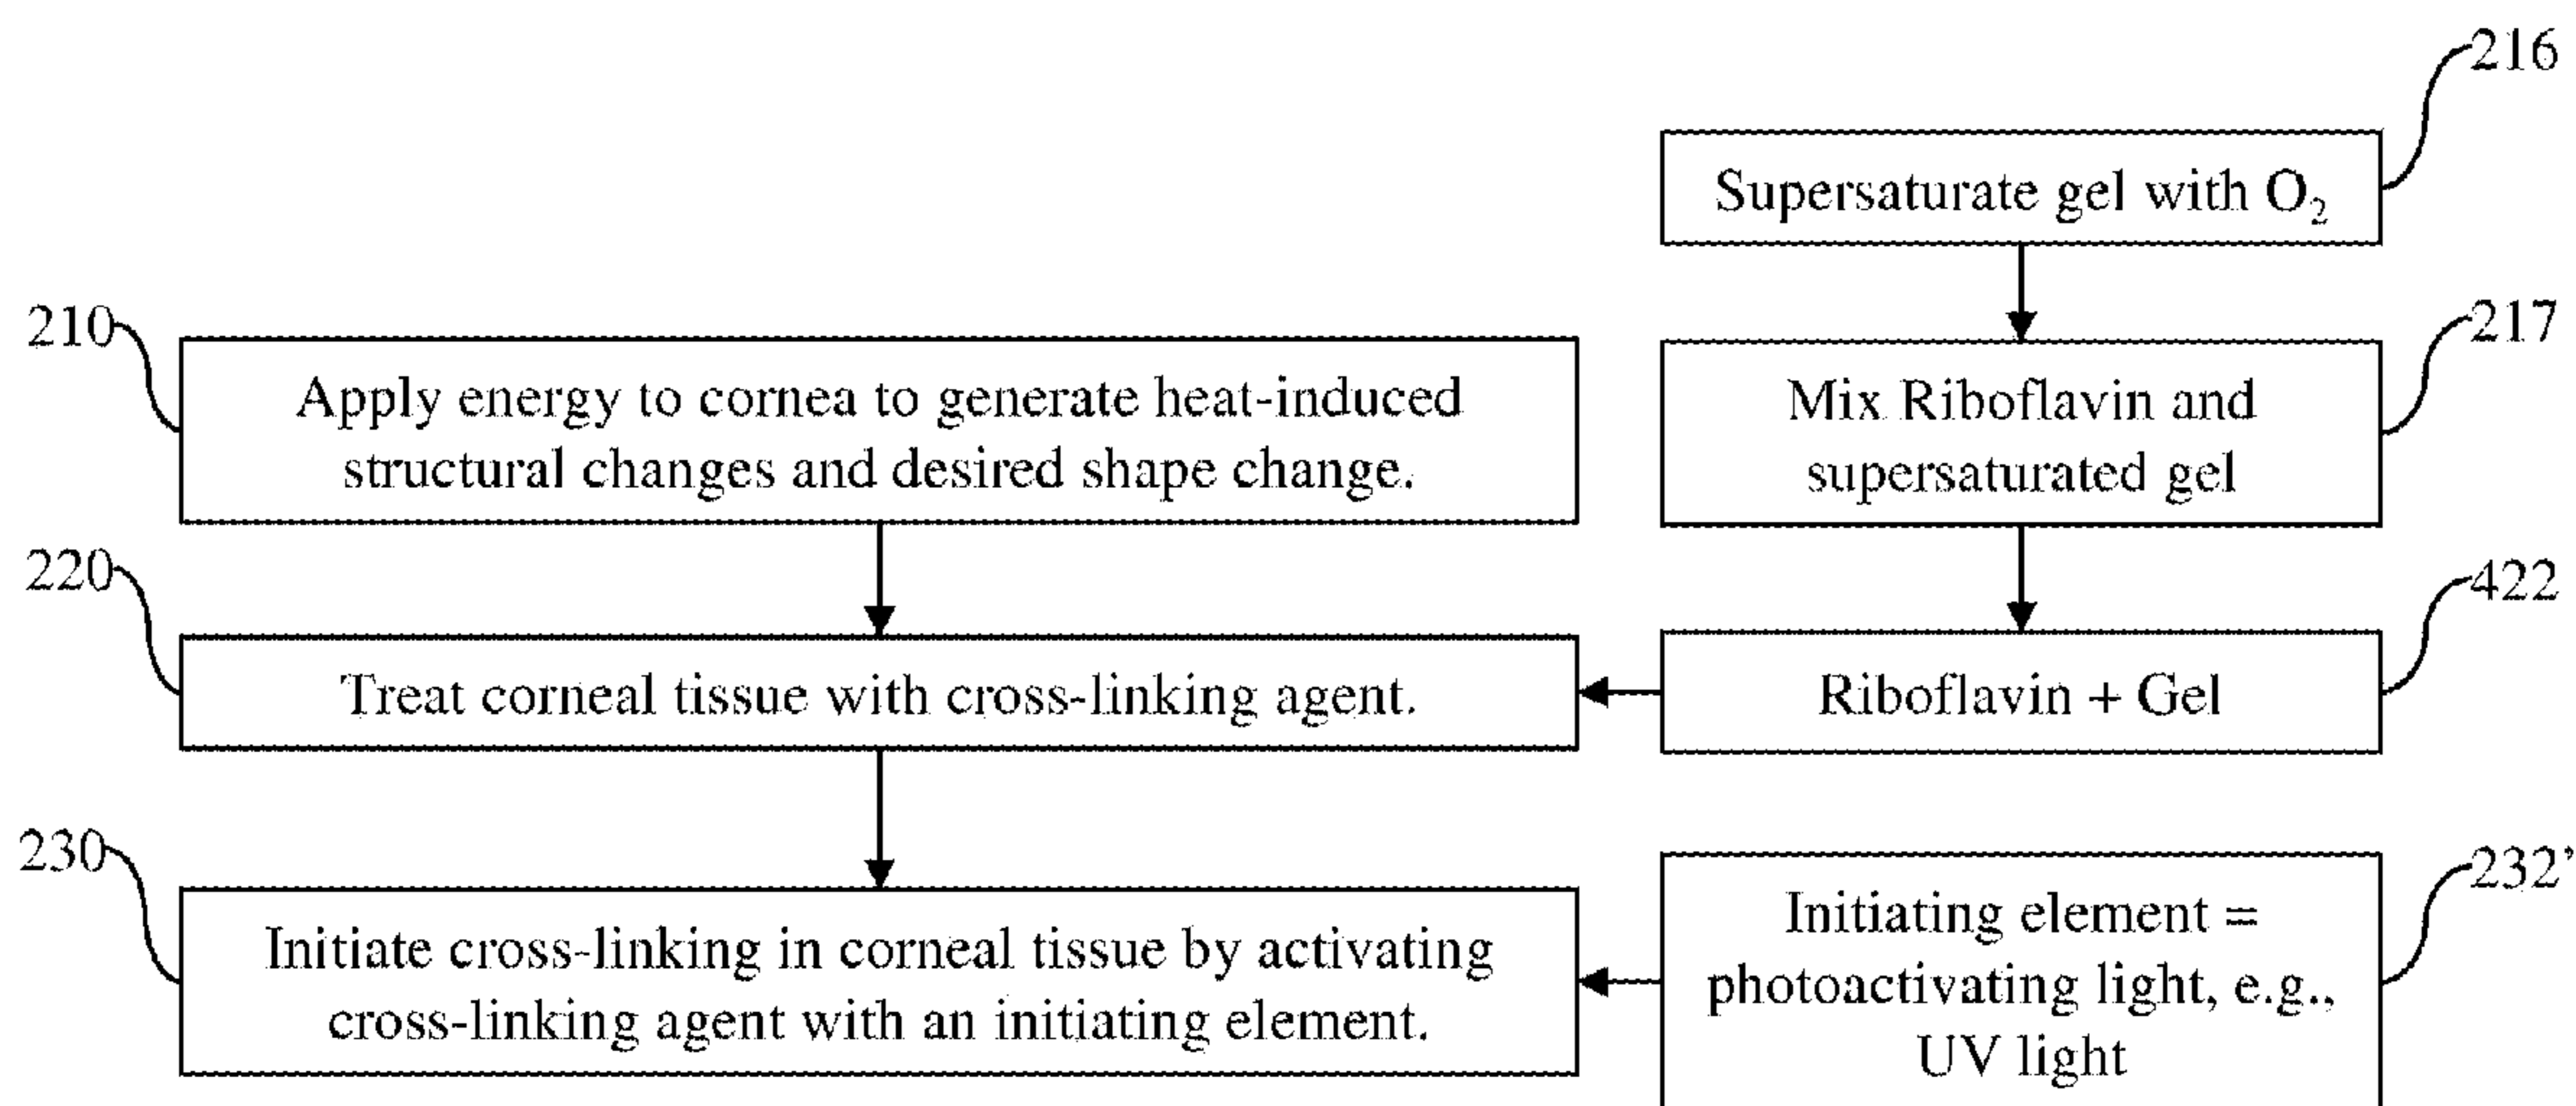 216
Supersaturate gel with O₂
210
217
Apply energy to cornea to generate heat-induced
structural changes and desired shape change.
Mix Riboflavin and
supersaturated gel
220
422
Treat corneal tissue with cross-linking agent.
Riboflavin + Gel
230
232’
Initiate cross-linking in corneal tissue by activating
cross-linking agent with an initiating element.
Initiating element =
photoactivating light, e.g.,
UV light